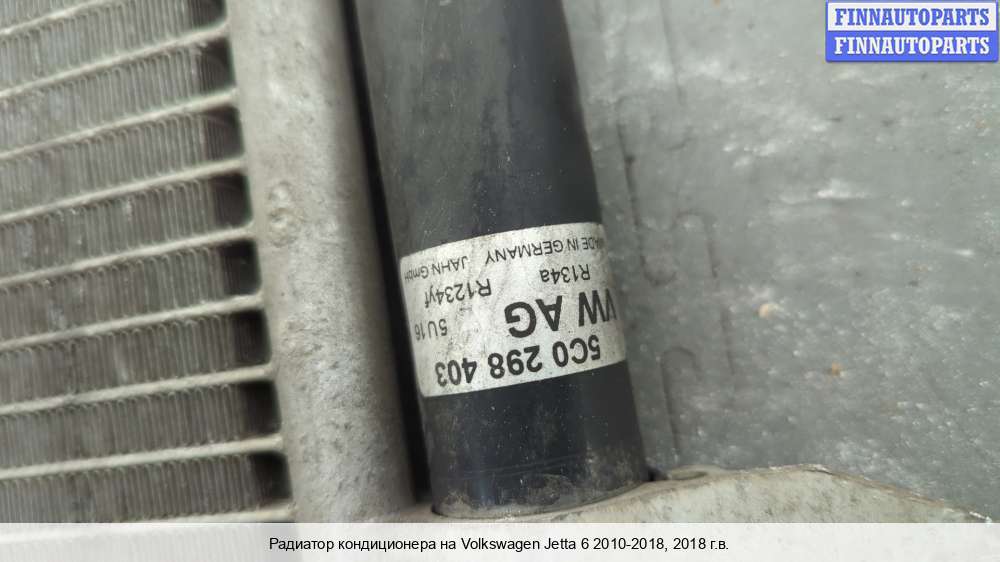 FINNAUTOPARTS
FINNAUTOPARTS
5C0 298 403
VW AG 5U16
R134a R1234yf
MADE IN GERMANY JAHN GmbH
Радиатор кондиционера на Volkswagen Jetta 6 2010-2018, 2018 г.в.